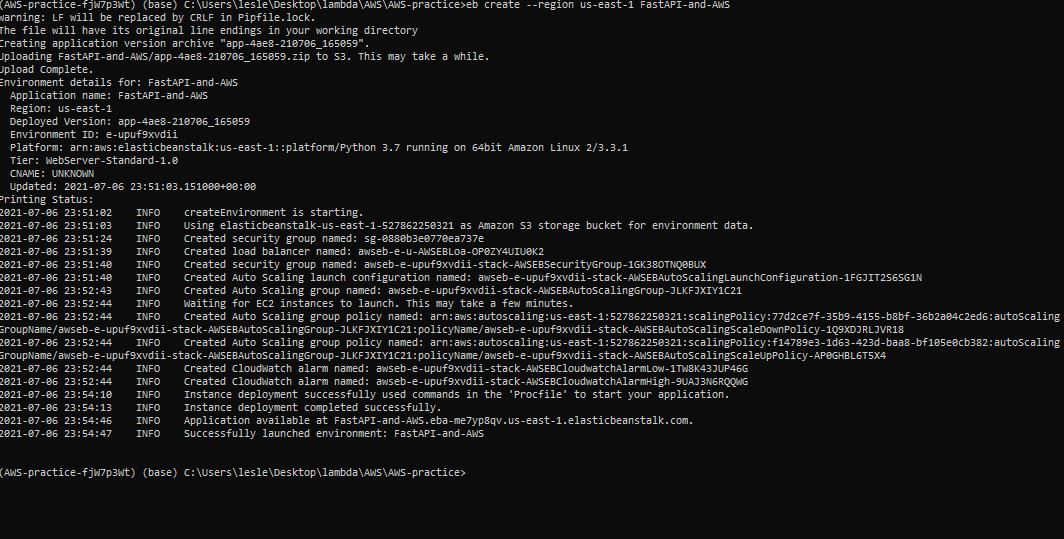 (AWS-practice-fjW7p3Wt) (base) C:\Users\lesle\Desktop\lambda\AWS\AWS-practice>eb create --region us-east-1 FastAPI-and-AWS
warning: LF will be replaced by CRLF in Pipfile.lock.
The file will have its original line endings in your working directory
Creating application version archive "app-4ae8-210706_165059".
Uploading FastAPI-and-AWS/app-4ae8-210706_165059.zip to S3. This may take a while.
Upload Complete.
Environment details for: FastAPI-and-AWS
  Application name: FastAPI-and-AWS
  Region: us-east-1
  Deployed Version: app-4ae8-210706_165059
  Environment ID: e-upuf9xvdii
  Platform: arn:aws:elasticbeanstalk:us-east-1::platform/Python 3.7 running on 64bit Amazon Linux 2/3.3.1
  Tier: WebServer-Standard-1.0
  CNAME: UNKNOWN
  Updated: 2021-07-06 23:51:03.151000+00:00
Printing Status:
2021-07-06 23:51:02    INFO    createEnvironment is starting.
2021-07-06 23:51:03    INFO    Using elasticbeanstalk-us-east-1-527862250321 as Amazon S3 storage bucket for environment data.
2021-07-06 23:51:24    INFO    Created security group named: sg-0880b3e0770ea737e
2021-07-06 23:51:39    INFO    Created load balancer named: awseb-e-u-AWSEBLoa-OP0ZY4UIU0K2
2021-07-06 23:51:40    INFO    Created security group named: awseb-e-upuf9xvdii-stack-AWSEBSecurityGroup-1GK38OTNQ0BUX
2021-07-06 23:51:40    INFO    Created Auto Scaling launch configuration named: awseb-e-upuf9xvdii-stack-AWSEBAutoScalingLaunchConfiguration-1FGJIT2S6SG1N
2021-07-06 23:52:43    INFO    Created Auto Scaling group named: awseb-e-upuf9xvdii-stack-AWSEBAutoScalingGroup-JLKFJXIY1C21
2021-07-06 23:52:44    INFO    Waiting for EC2 instances to launch. This may take a few minutes.
2021-07-06 23:52:44    INFO    Created Auto Scaling group policy named: arn:aws:autoscaling:us-east-1:527862250321:scalingPolicy:77d2ce7f-35b9-4155-b8bf-36b2a04c2ed6:autoScaling
GroupName/awseb-e-upuf9xvdii-stack-AWSEBAutoScalingGroup-JLKFJXIY1C21:policyName/awseb-e-upuf9xvdii-stack-AWSEBAutoScalingScaleDownPolicy-1Q9XDJRLJVR18
2021-07-06 23:52:44    INFO    Created Auto Scaling group policy named: arn:aws:autoscaling:us-east-1:527862250321:scalingPolicy:f14789e3-1d63-423d-baa8-bf105e0cb382:autoScaling
GroupName/awseb-e-upuf9xvdii-stack-AWSEBAutoScalingGroup-JLKFJXIY1C21:policyName/awseb-e-upuf9xvdii-stack-AWSEBAutoScalingScaleUpPolicy-AP0GHBL6T5X4
2021-07-06 23:52:44    INFO    Created CloudWatch alarm named: awseb-e-upuf9xvdii-stack-AWSEBCloudwatchAlarmLow-1TW8K43JUP46G
2021-07-06 23:52:44    INFO    Created CloudWatch alarm named: awseb-e-upuf9xvdii-stack-AWSEBCloudwatchAlarmHigh-9UAJ3N6RQQWG
2021-07-06 23:54:10    INFO    Instance deployment successfully used commands in the 'Procfile' to start your application.
2021-07-06 23:54:13    INFO    Instance deployment completed successfully.
2021-07-06 23:54:46    INFO    Application available at FastAPI-and-AWS.eba-me7yp8qv.us-east-1.elasticbeanstalk.com.
2021-07-06 23:54:47    INFO    Successfully launched environment: FastAPI-and-AWS
(AWS-practice-fjW7p3Wt) (base) C:\Users\lesle\Desktop\lambda\AWS\AWS-practice>